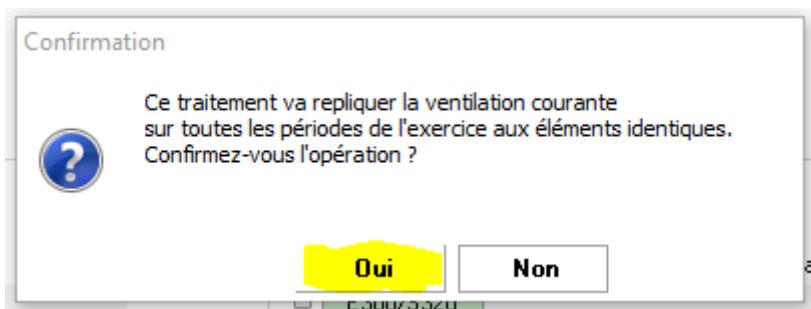 Confirmation
Ce traitement va repliquer la ventilation courante
sur toutes les périodes de l'exercice aux éléments identiques.
Confirmez-vous l'opération ?
Oui
Non